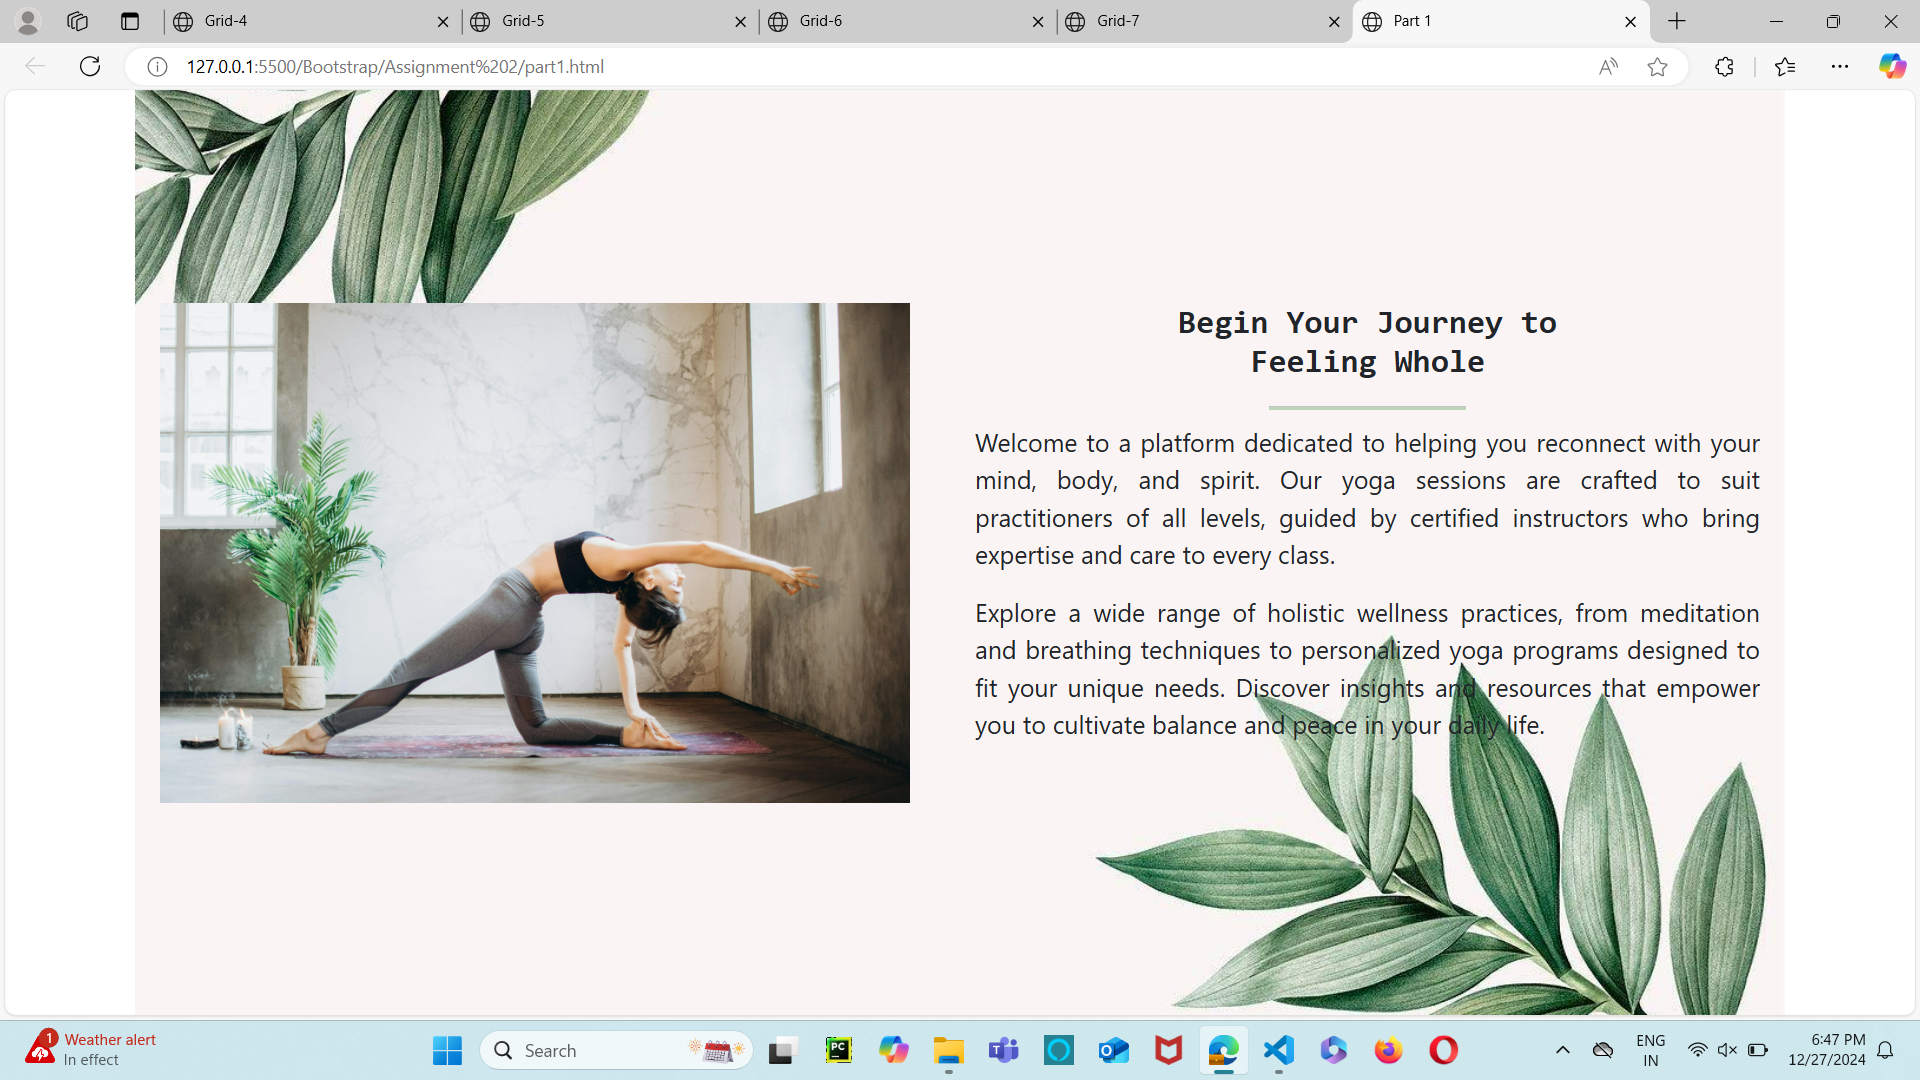 Grid-4
Grid-5
Grid-6
Grid-7
Part 1
127.0.0.1:5500/Bootstrap/Assignment%202/part1.html
Begin Your Journey to
Feeling Whole
Welcome to a platform dedicated to helping you reconnect with your
mind, body, and spirit. Our yoga sessions are crafted to suit
practitioners of all levels, guided by certified instructors who bring
expertise and care to every class.
Explore a wide range of holistic wellness practices, from meditation
and breathing techniques to personalized yoga programs designed to
fit your unique needs. Discover insights and resources that empower
you to cultivate balance and peace in your daily life.
1
Weather alert
In effect
Search
PC
ENG
IN
6:47 PM
12/27/2024